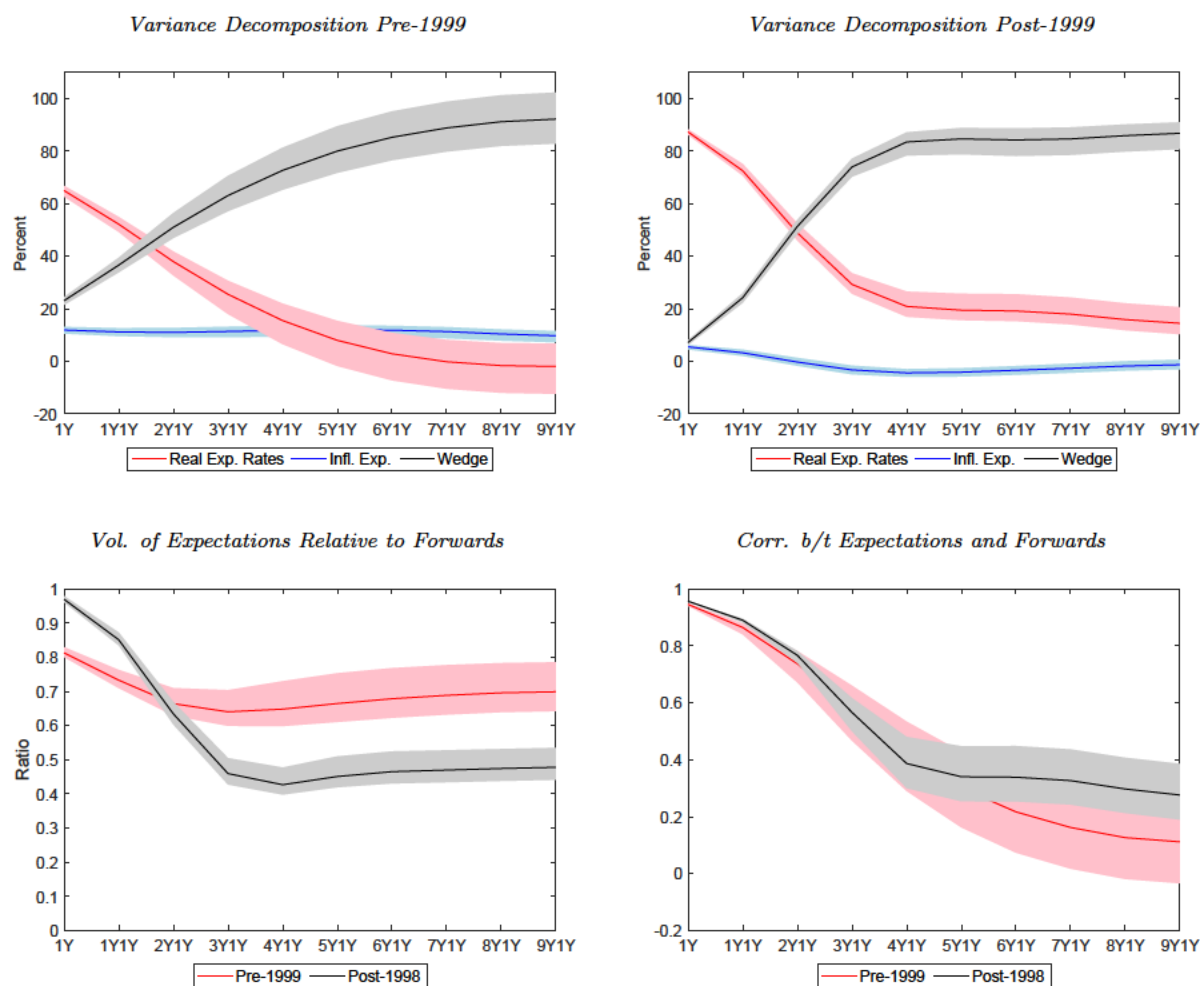 Variance Decomposition Pre-1999
100
80
60
40
20
0
-20
Percent
1Y 1Y1Y 2Y1Y 3Y1Y 4Y1Y 5Y1Y 6Y1Y 7Y1Y 8Y1Y 9Y1Y
Real Exp. Rates Infl. Exp. Wedge
Variance Decomposition Post-1999
100
80
60
40
20
0
-20
Percent
1Y 1Y1Y 2Y1Y 3Y1Y 4Y1Y 5Y1Y 6Y1Y 7Y1Y 8Y1Y 9Y1Y
Real Exp. Rates Infl. Exp. Wedge
Vol. of Expectations Relative to Forwards
1
0.9
0.8
0.7
0.6
0.5
0.4
0.3
0.2
0.1
0
Ratio
1Y 1Y1Y 2Y1Y 3Y1Y 4Y1Y 5Y1Y 6Y1Y 7Y1Y 8Y1Y 9Y1Y
Pre-1999 Post-1998
Corr. b/t Expectations and Forwards
1
0.8
0.6
0.4
0.2
0
-0.2
1Y 1Y1Y 2Y1Y 3Y1Y 4Y1Y 5Y1Y 6Y1Y 7Y1Y 8Y1Y 9Y1Y
Pre-1999 Post-1998